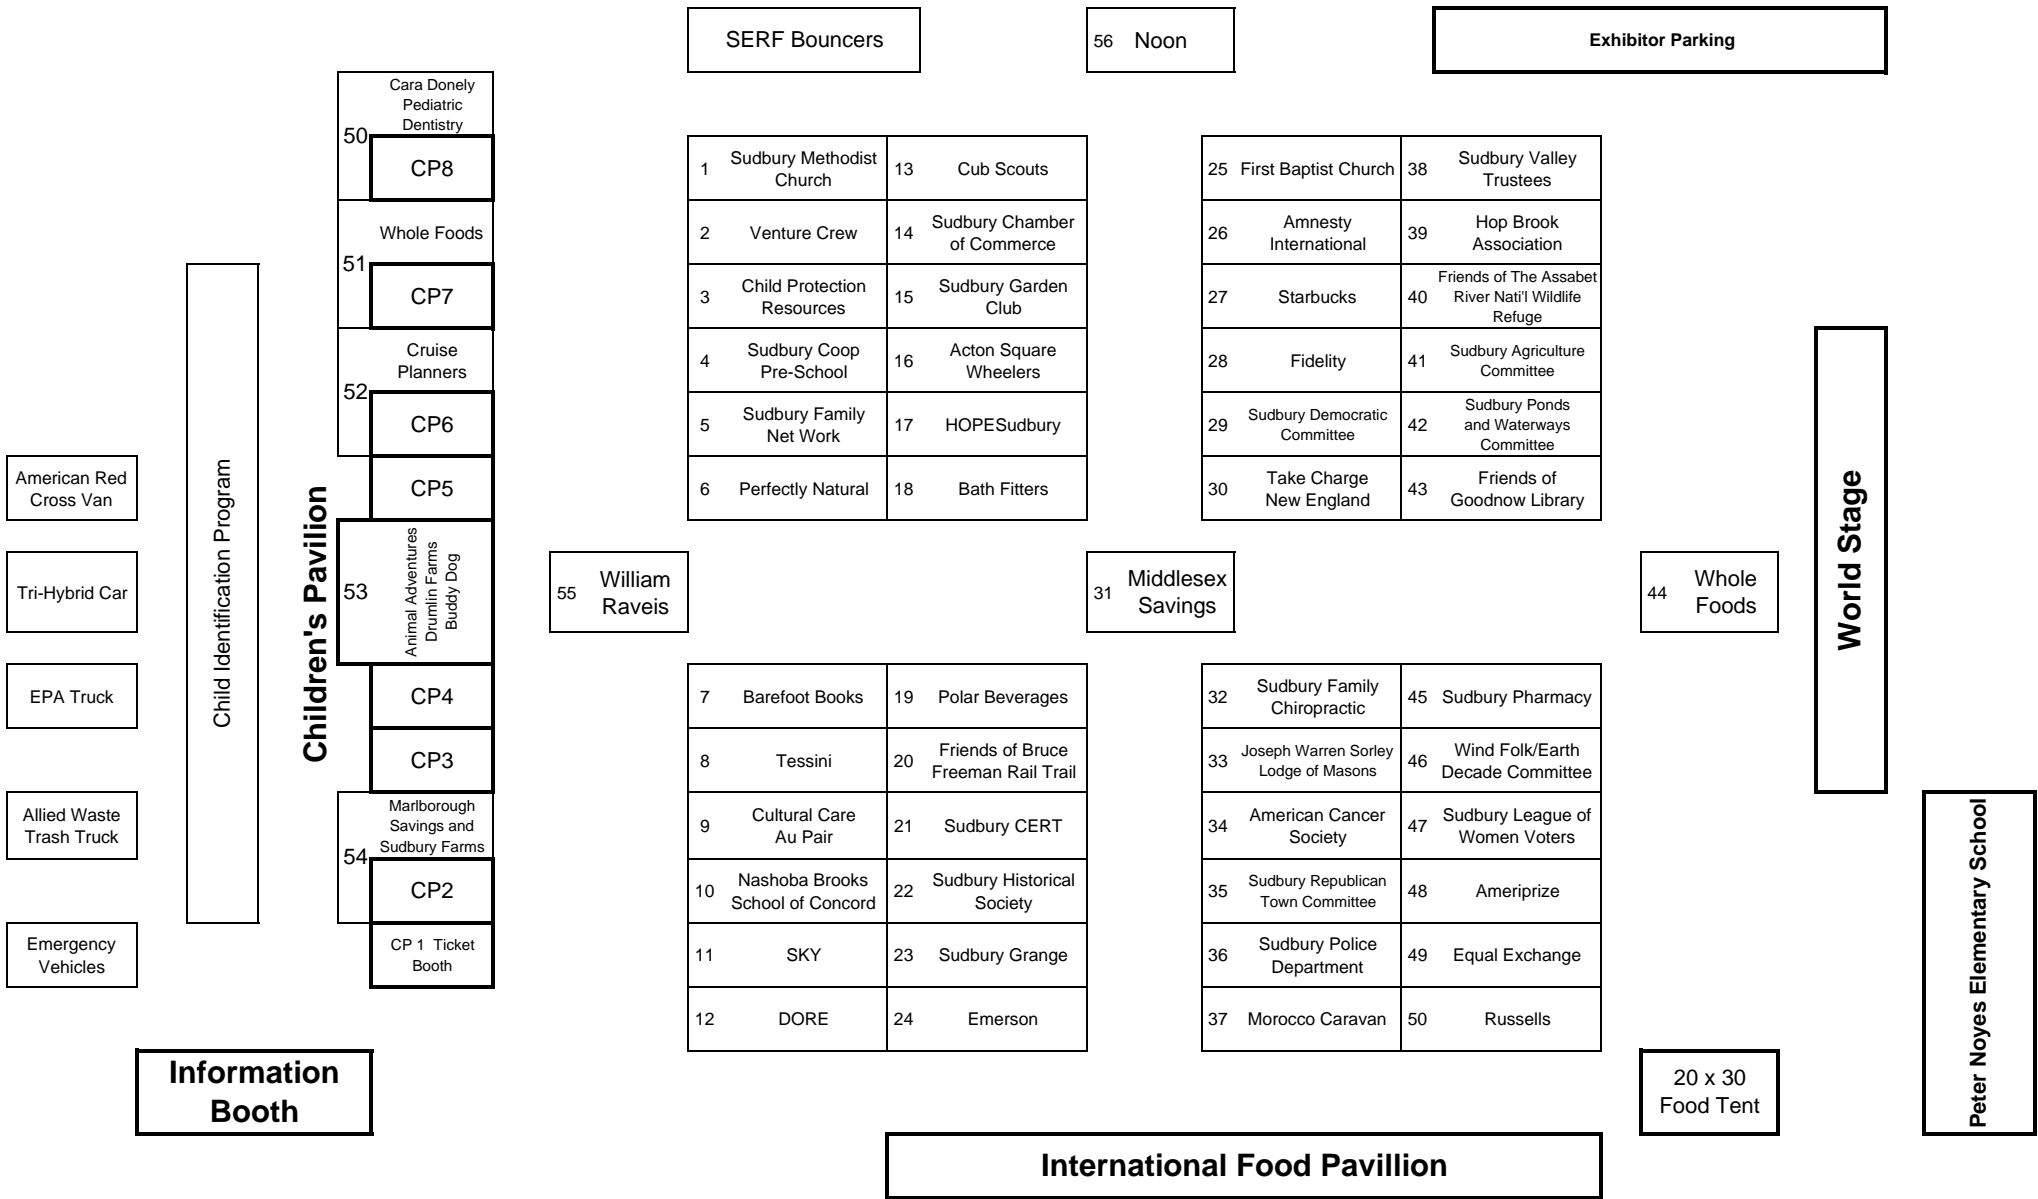 SERF Bouncers
56 Noon
Exhibitor Parking
50
Cara Donely
Pediatric
Dentistry
CP8
51
Whole Foods
CP7
52
Cruise
Planners
CP6
CP5
53
Animal Adventures
Drumlin Farms
Buddy Dog
CP4
CP3
54
Marlborough
Savings and
Sudbury Farms
CP2
CP 1 Ticket
Booth
Children's Pavilion
Child Identification Program
American Red
Cross Van
Tri-Hybrid Car
EPA Truck
Allied Waste
Trash Truck
Emergency
Vehicles
Information
Booth
55
William
Raveis
1
Sudbury Methodist
Church
2 Venture Crew
3
Child Protection
Resources
4
Sudbury Coop
Pre-School
5
Sudbury Family
Net Work
6 Perfectly Natural
13 Cub Scouts
14
Sudbury Chamber
of Commerce
15
Sudbury Garden
Club
16
Acton Square
Wheelers
17 HOPESudbury
18 Bath Fitters
7 Barefoot Books
8 Tessini
9
Cultural Care
Au Pair
10
Nashoba Brooks
School of Concord
11 SKY
12 DORE
19 Polar Beverages
20
Friends of Bruce
Freeman Rail Trail
21 Sudbury CERT
22
Sudbury Historical
Society
23 Sudbury Grange
24 Emerson
31
Middlesex
Savings
25 First Baptist Church
26
Amnesty
International
27 Starbucks
28 Fidelity
29
Sudbury Democratic
Committee
30
Take Charge
New England
38
Sudbury Valley
Trustees
39
Hop Brook
Association
40
Friends of The Assabet
River Nati'l Wildlife
Refuge
41
Sudbury Agriculture
Committee
42
Sudbury Ponds
and Waterways
Committee
43
Friends of
Goodnow Library
32
Sudbury Family
Chiropractic
33
Joseph Warren Sorley
Lodge of Masons
34
American Cancer
Society
35
Sudbury Republican
Town Committee
36
Sudbury Police
Department
37 Morocco Caravan
45 Sudbury Pharmacy
46
Wind Folk/Earth
Decade Committee
47
Sudbury League of
Women Voters
48 Ameriprize
49 Equal Exchange
50 Russells
44
Whole
Foods
World Stage
Peter Noyes Elementary School
20 x 30
Food Tent
International Food Pavillion